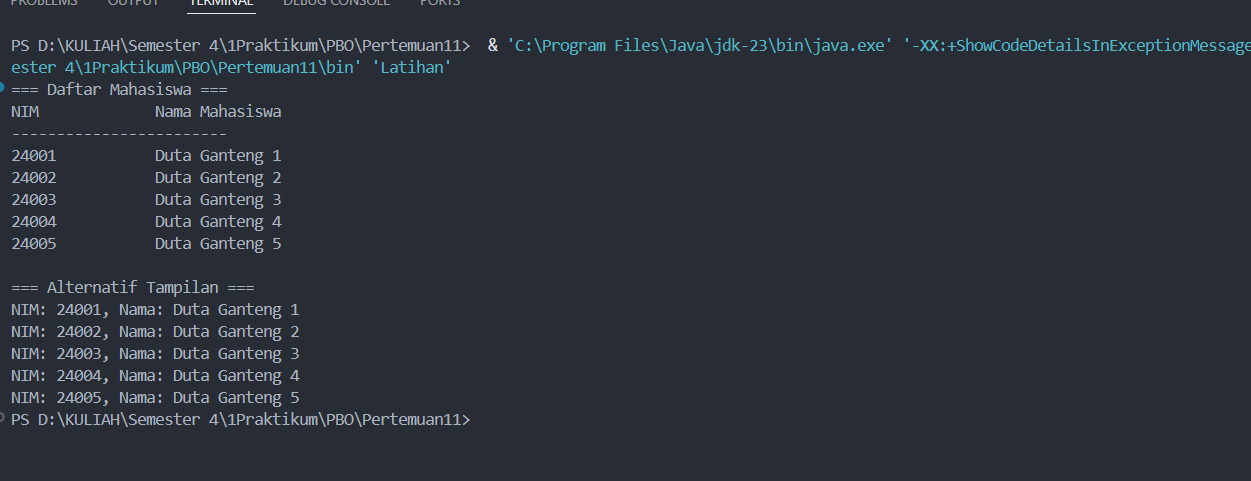 PROBLEMS OUTPUT TERMINAL DEBUG CONSOLE PORTS
PS D:\KULIAH\Semester 4\1Praktikum\PBO\Pertemuan11> & 'C:\Program Files\Java\jdk-23\bin\java.exe' '-XX:+ShowCodeDetailsInExceptionMessage
ester 4\1Praktikum\PBO\Pertemuan11\bin' 'Latihan'
=== Daftar Mahasiswa ===
NIM Nama Mahasiswa
------------------------
24001 Duta Ganteng 1
24002 Duta Ganteng 2
24003 Duta Ganteng 3
24004 Duta Ganteng 4
24005 Duta Ganteng 5
=== Alternatif Tampilan ===
NIM: 24001, Nama: Duta Ganteng 1
NIM: 24002, Nama: Duta Ganteng 2
NIM: 24003, Nama: Duta Ganteng 3
NIM: 24004, Nama: Duta Ganteng 4
NIM: 24005, Nama: Duta Ganteng 5
PS D:\KULIAH\Semester 4\1Praktikum\PBO\Pertemuan11>